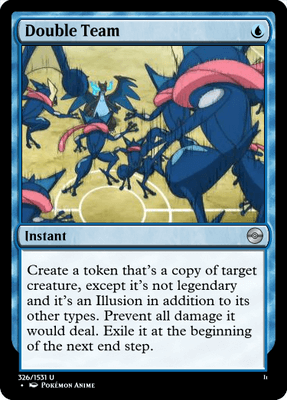 Double Team
Instant
Create a token that's a copy of target
creature, except it's not legendary
and it's an Illusion in addition to its
other types. Prevent all damage it
would deal. Exile it at the beginning
of the next end step.
326/1531 U
• Pokémon Anime